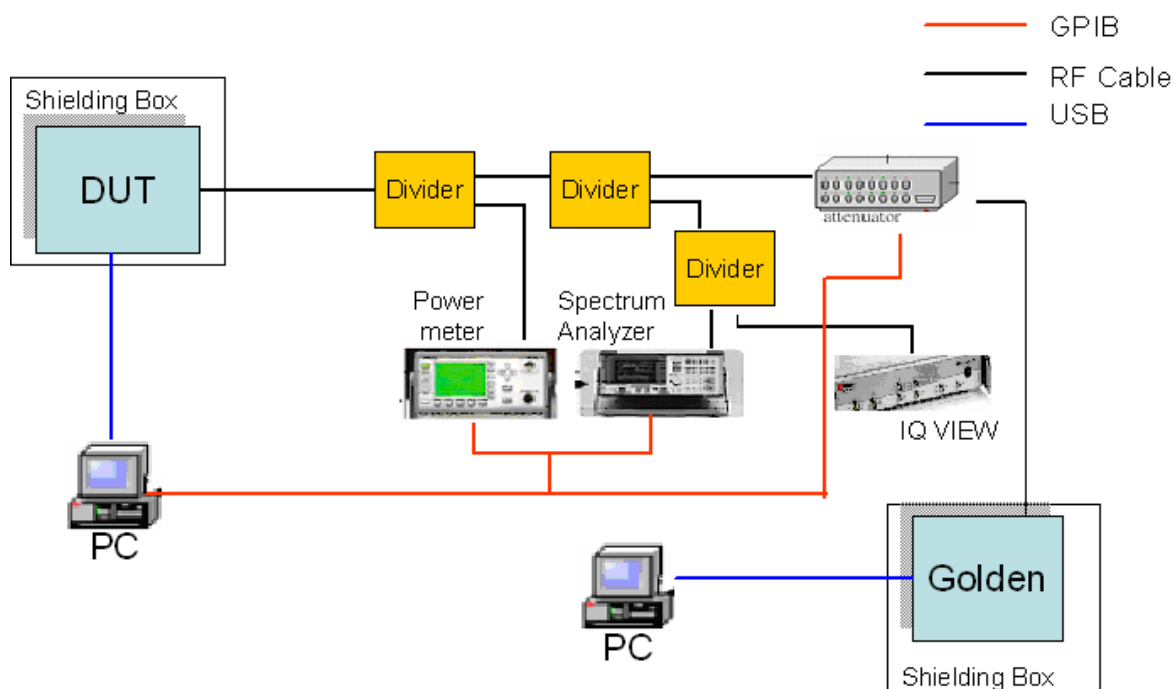 GPIB
RF Cable
USB
Shielding Box
DUT
Divider
Divider
attenuator
Divider
Power
meter
Spectrum
Analyzer
IQ VIEW
PC
PC
Golden
Shielding Box